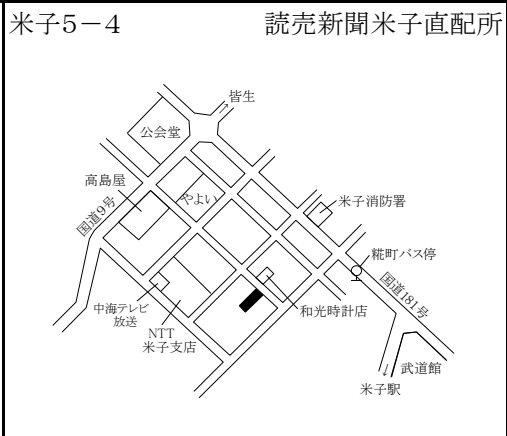 米子5－4
読売新聞米子直配所
皆生
公会堂
高島屋
やよい
国道9号
米子消防署
糀町バス停
国道181号
中海テレビ
放送
NTT
米子支店
和光時計店
武道館
米子駅